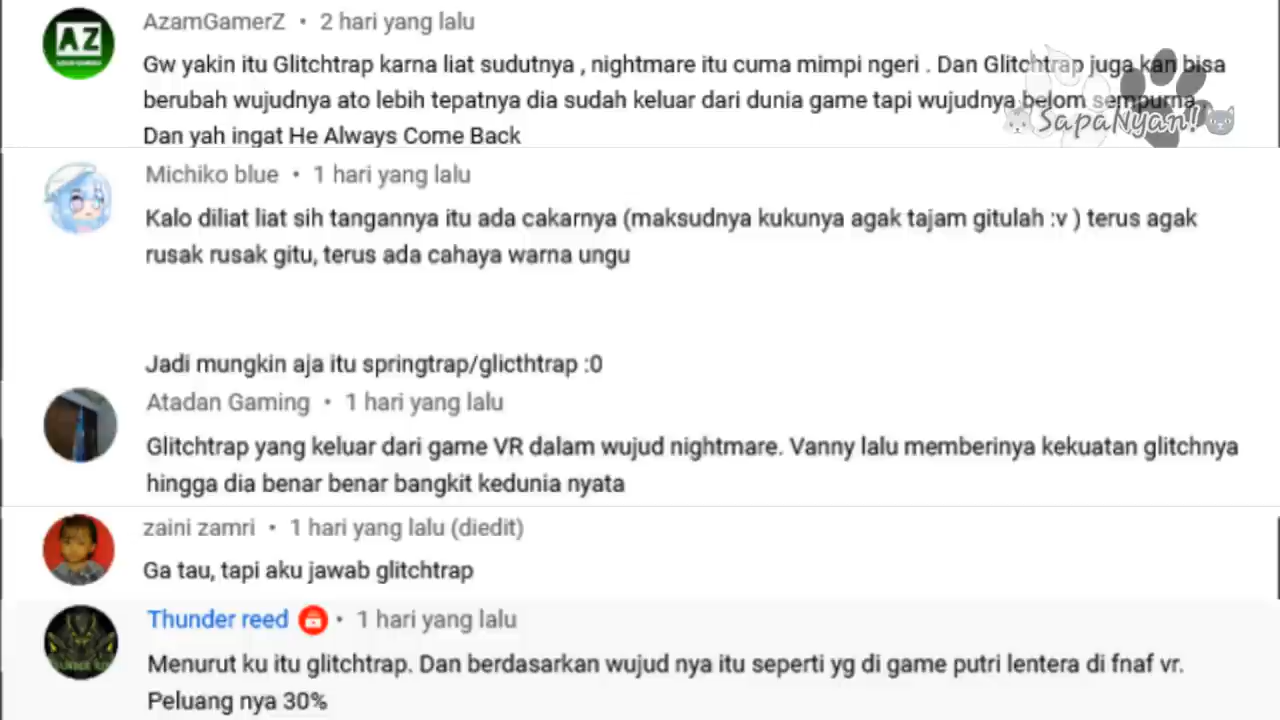 AzamGamerZ • 2 hari yang lalu
Gw yakin itu Glitchtrap karna liat sudutnya , nightmare itu cuma mimpi ngeri . Dan Glitchtrap juga kan bisa
berubah wujudnya ato lebih tepatnya dia sudah keluar dari dunia game tapi wujudnya belom sempurna
Dan yah ingat He Always Come Back
SapaNyan!
Michiko blue • 1 hari yang lalu
Kalo diliat liat sih tangannya itu ada cakarnya (maksudnya kukunya agak tajam gitulah :v ) terus agak
rusak rusak gitu, terus ada cahaya warna ungu
Jadi mungkin aja itu springtrap/glicthtrap :0
Atadan Gaming • 1 hari yang lalu
Glitchtrap yang keluar dari game VR dalam wujud nightmare. Vanny lalu memberinya kekuatan glitchnya
hingga dia benar benar bangkit kedunia nyata
zaini zamri • 1 hari yang lalu (diedit)
Ga tau, tapi aku jawab glitchtrap
Thunder reed • 1 hari yang lalu
Menurut ku itu glitchtrap. Dan berdasarkan wujud nya itu seperti yg di game putri lentera di fnaf vr.
Peluang nya 30%
AZ